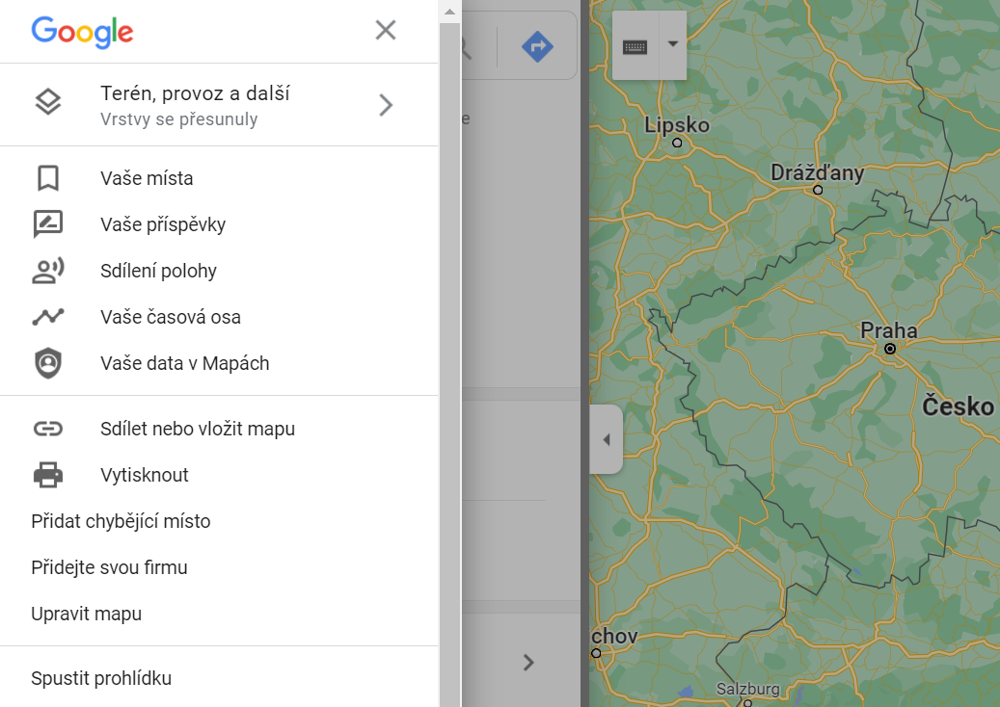 Google
Terén, provoz a další
Vrstvy se přesunuly
Vaše místa
Vaše příspěvky
Sdílení polohy
Vaše časová osa
Vaše data v Mapách
Sdílet nebo vložit mapu
Vytisknout
Přidat chybějící místo
Přidejte svou firmu
Upravit mapu
Spustit prohlídku
e
Lipsko
Drážďany
Praha
Česko
chov
Salzburg